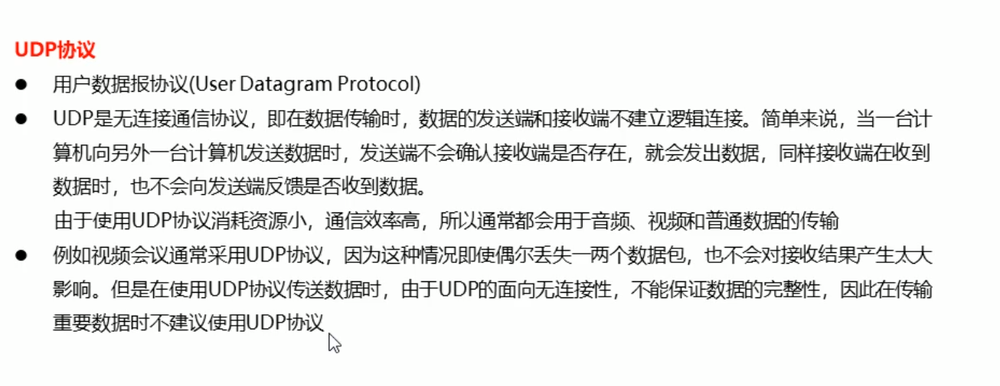 UDP协议
● 用户数据报协议(User Datagram Protocol)
● UDP是无连接通信协议，即在数据传输时，数据的发送端和接收端不建立逻辑连接。简单来说，当一台计
算机向另外一台计算机发送数据时，发送端不会确认接收端是否存在，就会发出数据，同样接收端在收到
数据时，也不会向发送端反馈是否收到数据。
由于使用UDP协议消耗资源小，通信效率高，所以通常都会用于音频、视频和普通数据的传输
● 例如视频会议通常采用UDP协议，因为这种情况即使偶尔丢失一两个数据包，也不会对接收结果产生太大
影响。但是在使用UDP协议传送数据时，由于UDP的面向无连接性，不能保证数据的完整性，因此在传输
重要数据时不建议使用UDP协议